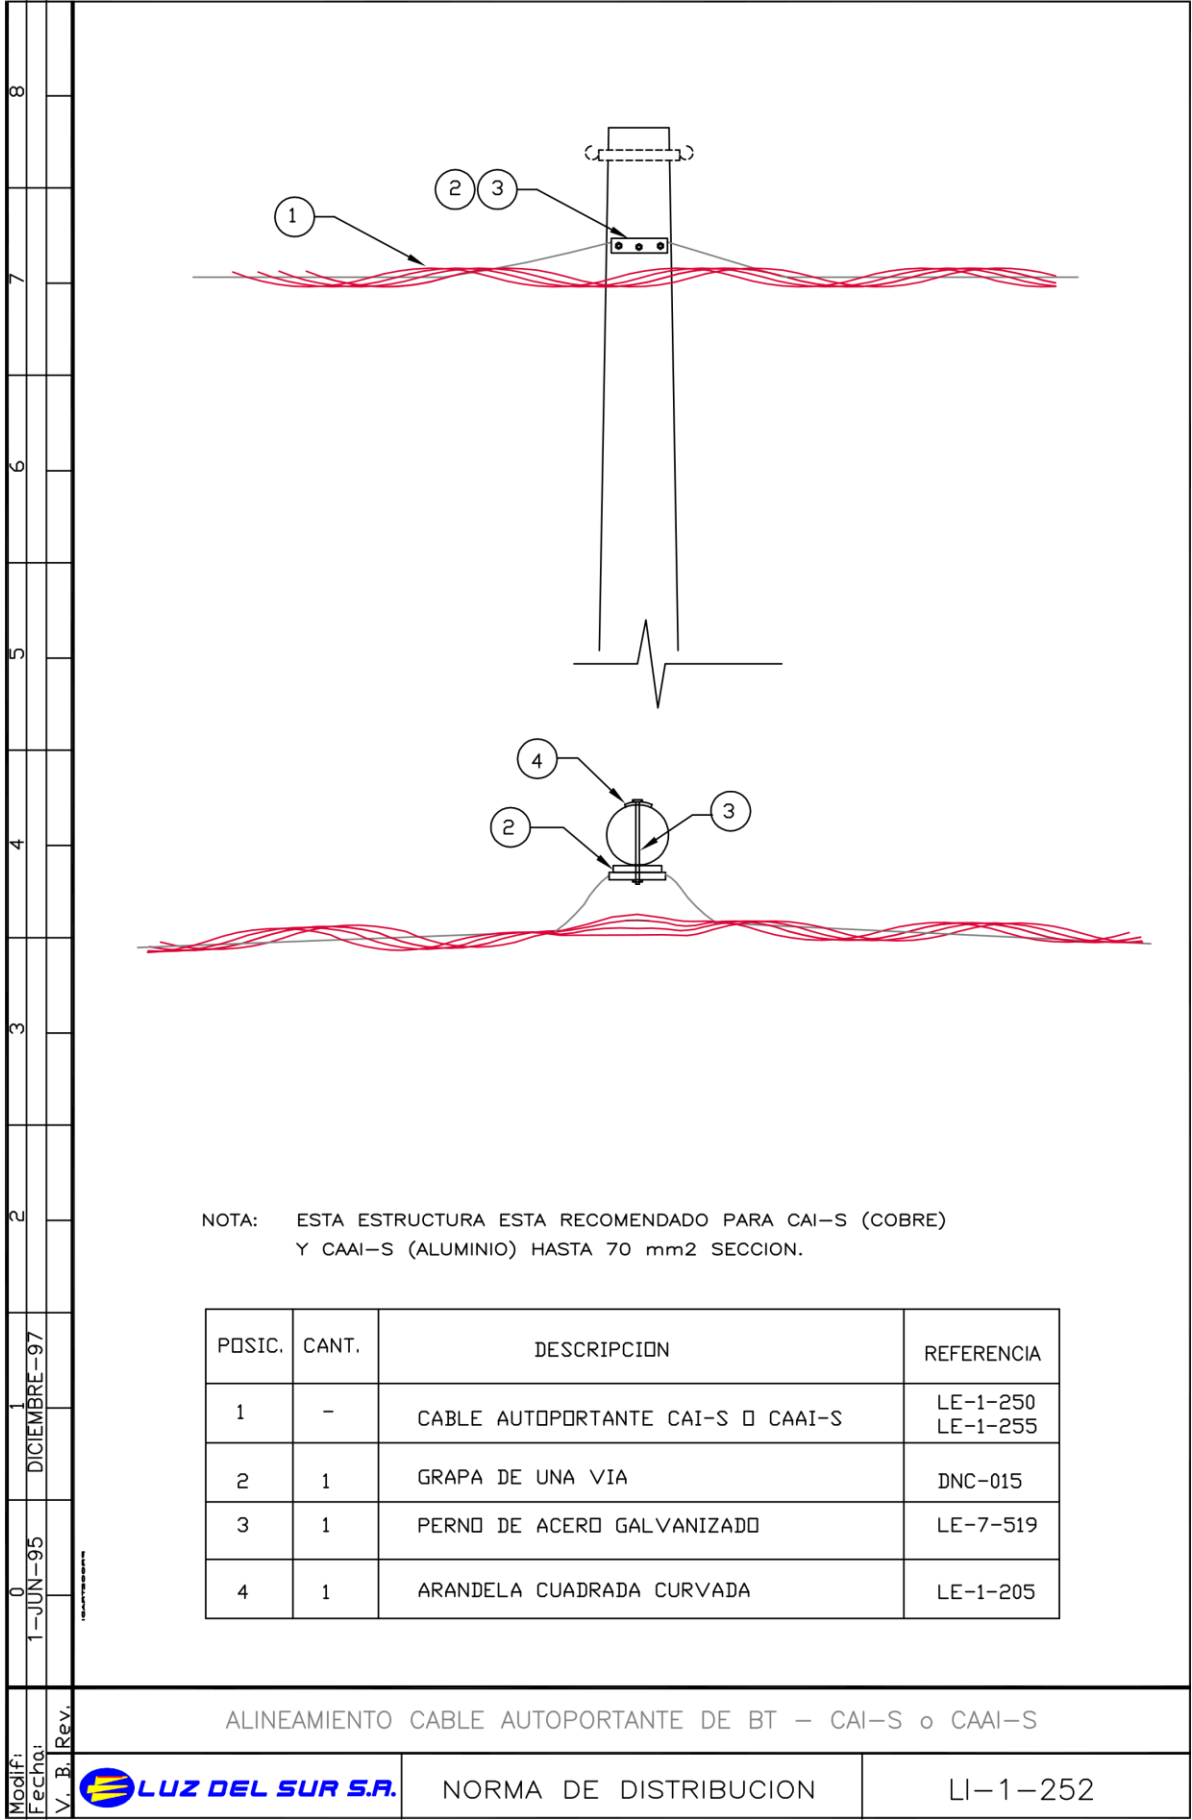 8
7
6
5
4
3
2
1
DICIEMBRE-97
0
1-JUN-95
Modif:
Fecha:
V. B. Rev.
1
2 3
4
2
3
NOTA: ESTA ESTRUCTURA ESTA RECOMENDADO PARA CAI-S (COBRE)
Y CAAI-S (ALUMINIO) HASTA 70 mm2 SECCION.
POSIC. CANT. DESCRIPCION REFERENCIA
1 - CABLE AUTOPORTANTE CAI-S O CAAI-S LE-1-250
LE-1-255
2 1 GRAPA DE UNA VIA DNC-015
3 1 PERNO DE ACERO GALVANIZADO LE-7-519
4 1 ARANDELA CUADRADA CURVADA LE-1-205
ALINEAMIENTO CABLE AUTOPORTANTE DE BT - CAI-S o CAAI-S
LUZ DEL SUR S.A. NORMA DE DISTRIBUCION LI-1-252